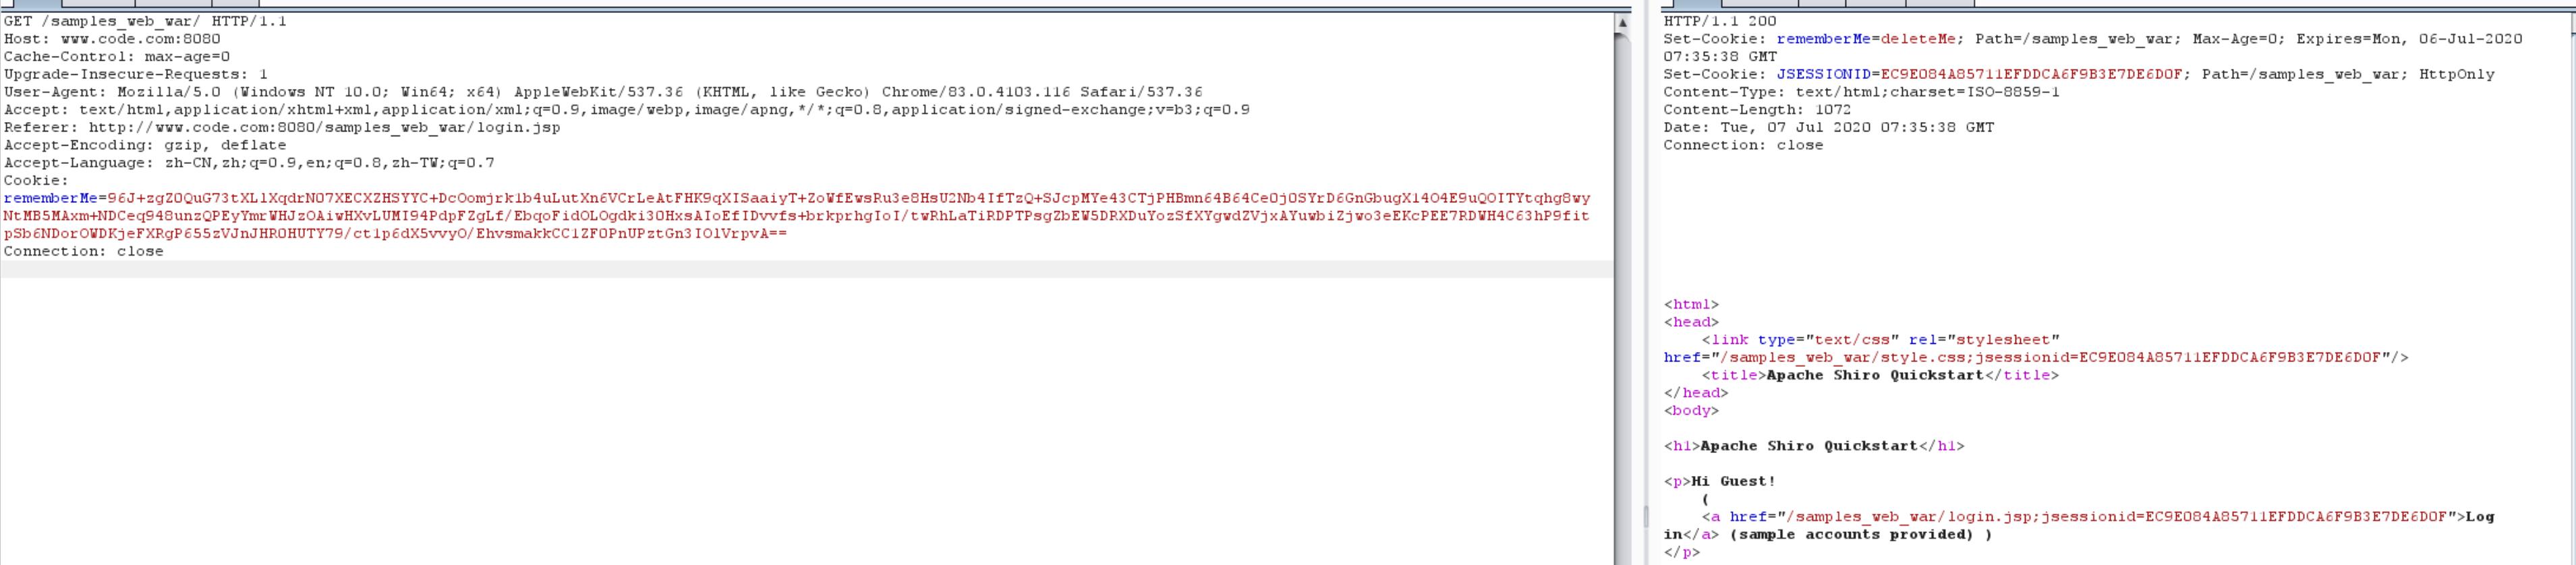 GET /samples_web_war/ HTTP/1.1
Host: www.code.com:8080
Cache-Control: max-age=0
Upgrade-Insecure-Requests: 1
User-Agent: Mozilla/5.0 (Windows NT 10.0; Win64; x64) AppleWebKit/537.36 (KHTML, like Gecko) Chrome/83.0.4103.116 Safari/537.36
Accept: text/html,application/xhtml+xml,application/xml;q=0.9,image/webp,image/apng,*/*;q=0.8,application/signed-exchange;v=b3;q=0.9
Referer: http://www.code.com:8080/samples_web_war/login.jsp
Accept-Encoding: gzip, deflate
Accept-Language: zh-CN,zh;q=0.9,en;q=0.8,zh-TW;q=0.7
Cookie:
rememberMe=96J+zgZ0QuG73tXL1XqdrN07XECXZHSYYC+DcOomjrk1b4uLutXn6VCrLeAtFHK9qXISaaiyT+ZoWfEwsRu3e8HsU2Nb4IfTzQ+SJcpMYe43CTjPHBmn64B64Ce0j0SYrD6GnGbugX14O4E9uQOITYtqhg8wy
NtMB5MAxm+NDCeq948unzQPEyYmrWHJzOAiwHXvLUMI94PdpFZgLf/EbqoFidOLOgdki30HxsAIoEfIDvvfs+brkprhgIoI/twRhLaTiRDPTPsgZbEW5DRXDuYozSfXYgwdZVjxAYuwbiZjwo3eEKcPEE7RDWH4C63hP9fit
pSb6NDorOWDKjeFXRgP655zVJnJHR0HUTY79/ct1p6dX5vvyO/EhvsmakkCC1ZF0PnUPztGn3IO1VrpvA==
Connection: close
HTTP/1.1 200
Set-Cookie: rememberMe=deleteMe; Path=/samples_web_war; Max-Age=0; Expires=Mon, 06-Jul-2020
07:35:38 GMT
Set-Cookie: JSESSIONID=EC9E084A85711EFDDCA6F9B3E7DE6D0F; Path=/samples_web_war; HttpOnly
Content-Type: text/html;charset=ISO-8859-1
Content-Length: 1072
Date: Tue, 07 Jul 2020 07:35:38 GMT
Connection: close
<html>
<head>
<link type="text/css" rel="stylesheet"
href="/samples_web_war/style.css;jsessionid=EC9E084A85711EFDDCA6F9B3E7DE6D0F"/>
<title>Apache Shiro Quickstart</title>
</head>
<body>
<h1>Apache Shiro Quickstart</h1>
<p>Hi Guest!
(
<a href="/samples_web_war/login.jsp;jsessionid=EC9E084A85711EFDDCA6F9B3E7DE6D0F">Log
in</a> (sample accounts provided) )
</p>